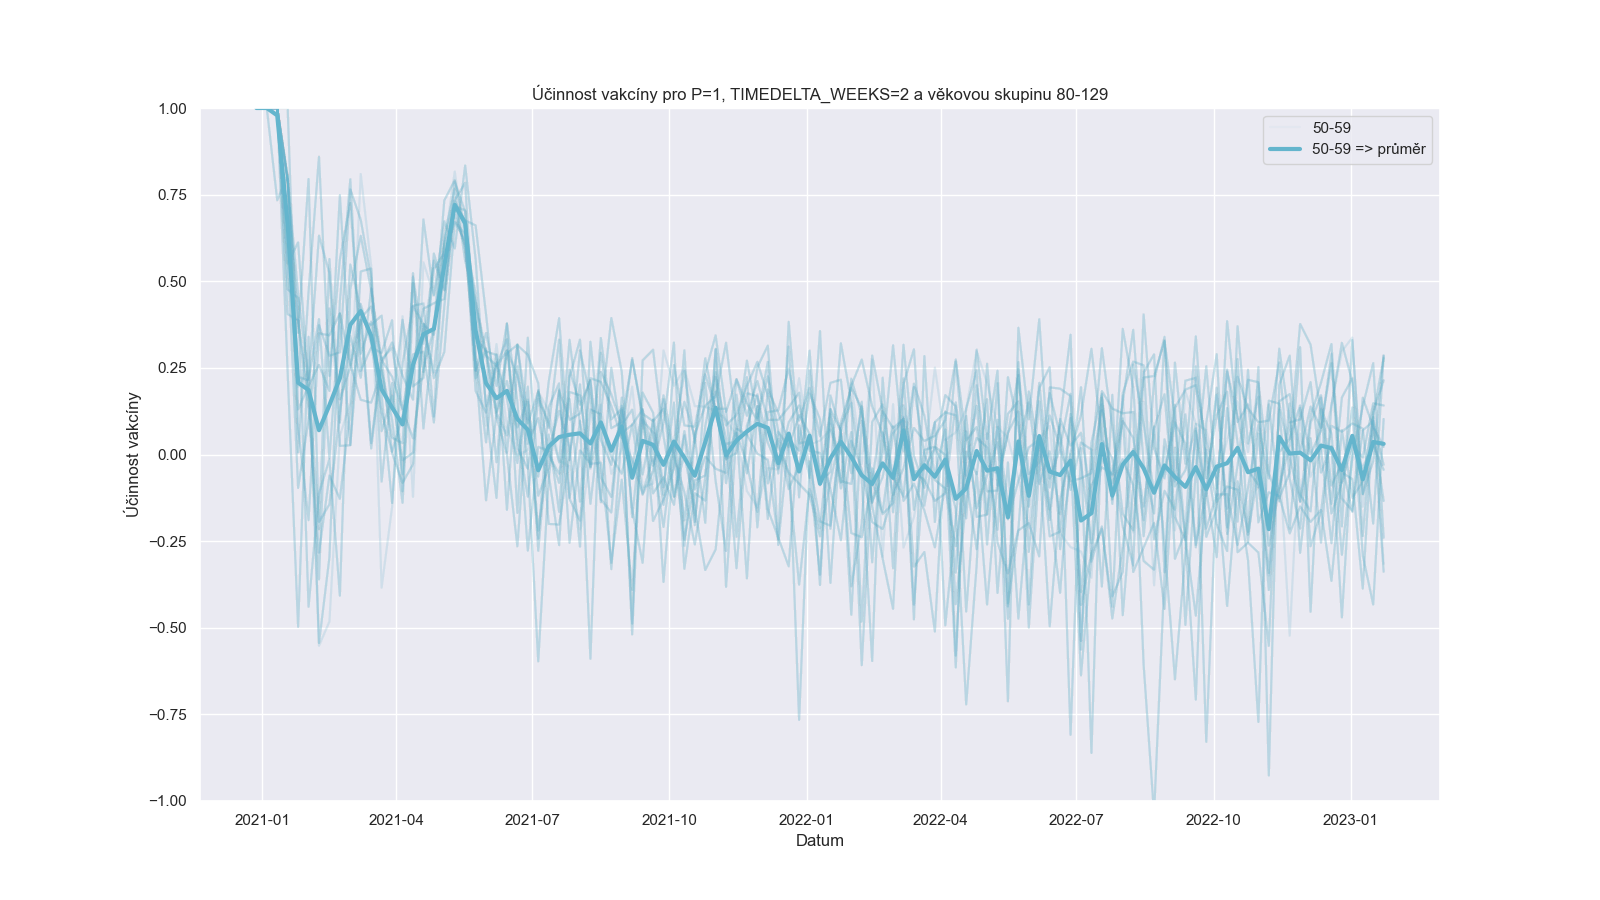 Účinnost vakcíny pro P=1, TIMEDELTA_WEEKS=2 a věkovou skupinu 80-129
50-59
50-59 => průměr
Účinnost vakcíny
1.00
0.75
0.50
0.25
0.00
−0.25
−0.50
−0.75
−1.00
2021-01 2021-04 2021-07 2021-10 2022-01 2022-04 2022-07 2022-10 2023-01
Datum